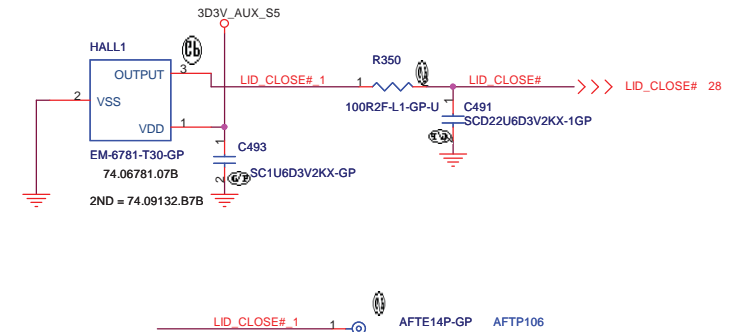 3D3V_AUX_S5
HALL1
OUTPUT
3
VSS
2
VDD
1
EM-6781-T30-GP
74.06781.07B
2ND = 74.09132.B7B
LID_CLOSE#_1
1
R350
100R2F-L1-GP-U
LID_CLOSE#
LID_CLOSE# 28
1
C491
SCD22U6D3V2KX-1GP
1
C493
2
SC1U6D3V2KX-GP
LID_CLOSE#_1
1
AFTE14P-GP AFTP106